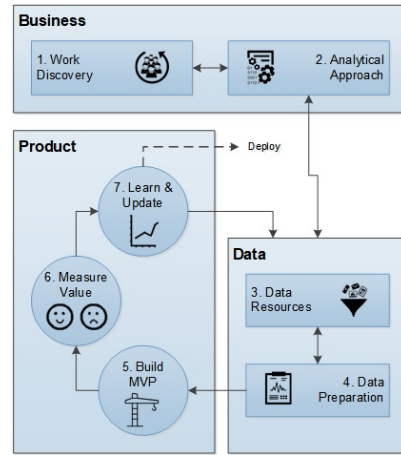 Business
1. Work
Discovery
2. Analytical
Approach
Product
7. Learn &
Update
Deploy
6. Measure
Value
5. Build
MVP
Data
3. Data
Resources
4. Data
Preparation